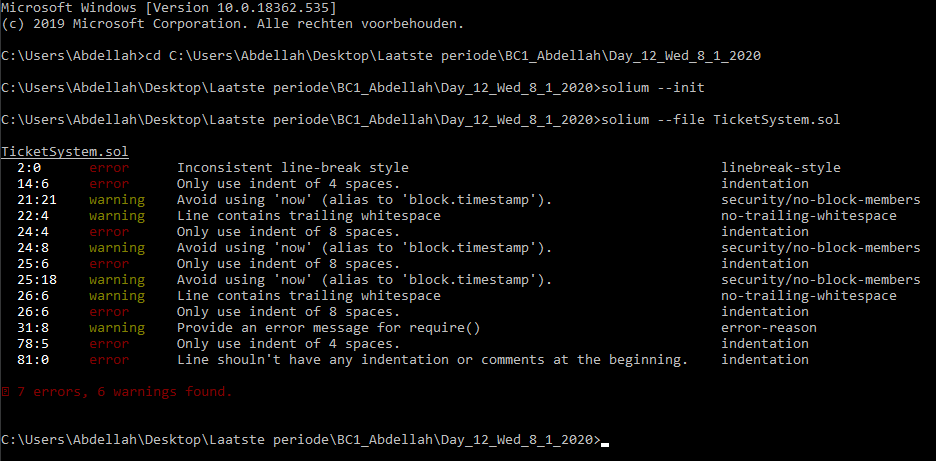 Microsoft Windows [Version 10.0.18362.535]
(c) 2019 Microsoft Corporation. Alle rechten voorbehouden.
C:\Users\Abdellah>cd C:\Users\Abdellah\Desktop\Laatste periode\BC1_Abdellah\Day_12_Wed_8_1_2020
C:\Users\Abdellah\Desktop\Laatste periode\BC1_Abdellah\Day_12_Wed_8_1_2020>solium --init
C:\Users\Abdellah\Desktop\Laatste periode\BC1_Abdellah\Day_12_Wed_8_1_2020>solium --file TicketSystem.sol
TicketSystem.sol
2:0 error Inconsistent line-break style linebreak-style
14:6 error Only use indent of 4 spaces. indentation
21:21 warning Avoid using 'now' (alias to 'block.timestamp'). security/no-block-members
22:4 warning Line contains trailing whitespace no-trailing-whitespace
24:4 error Only use indent of 8 spaces. indentation
24:8 warning Avoid using 'now' (alias to 'block.timestamp'). security/no-block-members
25:6 error Only use indent of 8 spaces. indentation
25:18 warning Avoid using 'now' (alias to 'block.timestamp'). security/no-block-members
26:6 warning Line contains trailing whitespace no-trailing-whitespace
26:6 error Only use indent of 8 spaces. indentation
31:8 warning Provide an error message for require() error-reason
78:5 error Only use indent of 4 spaces. indentation
81:0 error Line shouln't have any indentation or comments at the beginning. indentation
7 errors, 6 warnings found.
C:\Users\Abdellah\Desktop\Laatste periode\BC1_Abdellah\Day_12_Wed_8_1_2020>